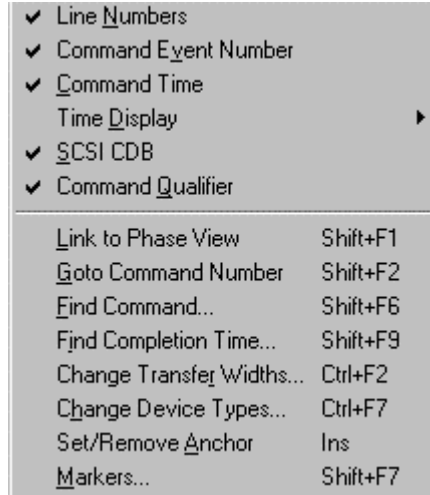 Line Numbers
Command Event Number
Command Time
Time Display
SCSI CDB
Command Qualifier
Link to Phase View Shift+F1
Goto Command Number Shift+F2
Find Command... Shift+F6
Find Completion Time... Shift+F9
Change Transfer Widths... Ctrl+F2
Change Device Types... Ctrl+F7
Set/Remove Anchor Ins
Markers... Shift+F7